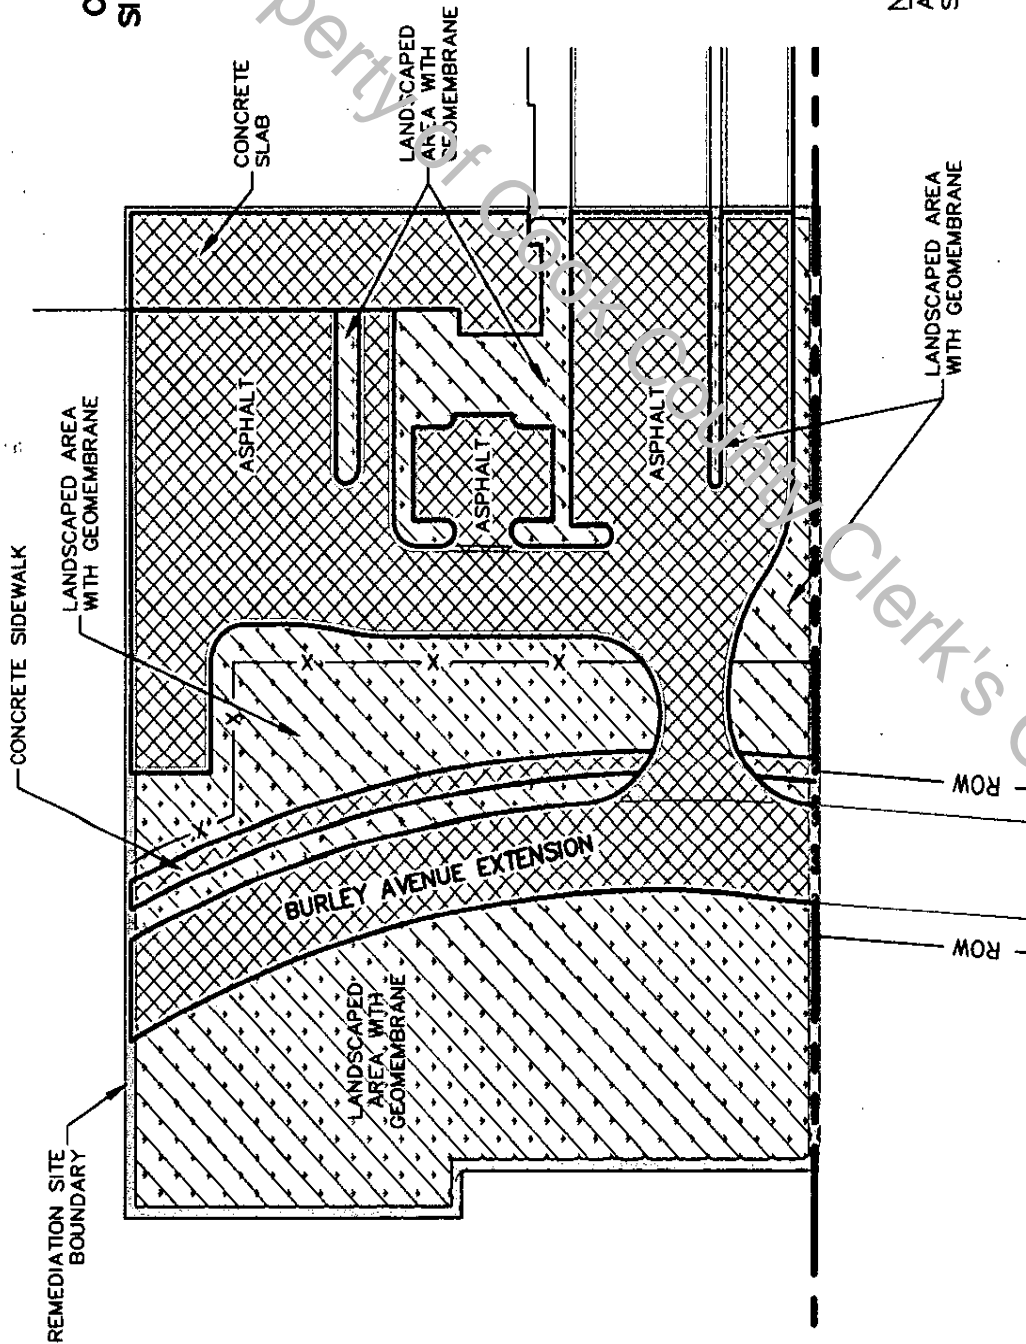 CONCRETE
SLAB
LANDSCAPED
AREA WITH
GEOMEMBRANE
LANDSCAPED AREA
WITH GEOMEMBRANE
CONCRETE SIDEWALK
LANDSCAPED AREA
WITH GEOMEMBRANE
ASPHALT
ASPHALT
ASPHALT
BURLEY AVENUE EXTENSION
LANDSCAPED
AREA WITH
GEOMEMBRANE
REMEDIATION SITE
BOUNDARY
ROW
ROW
X
X
X
X
X
perty of Cook County Clerk's